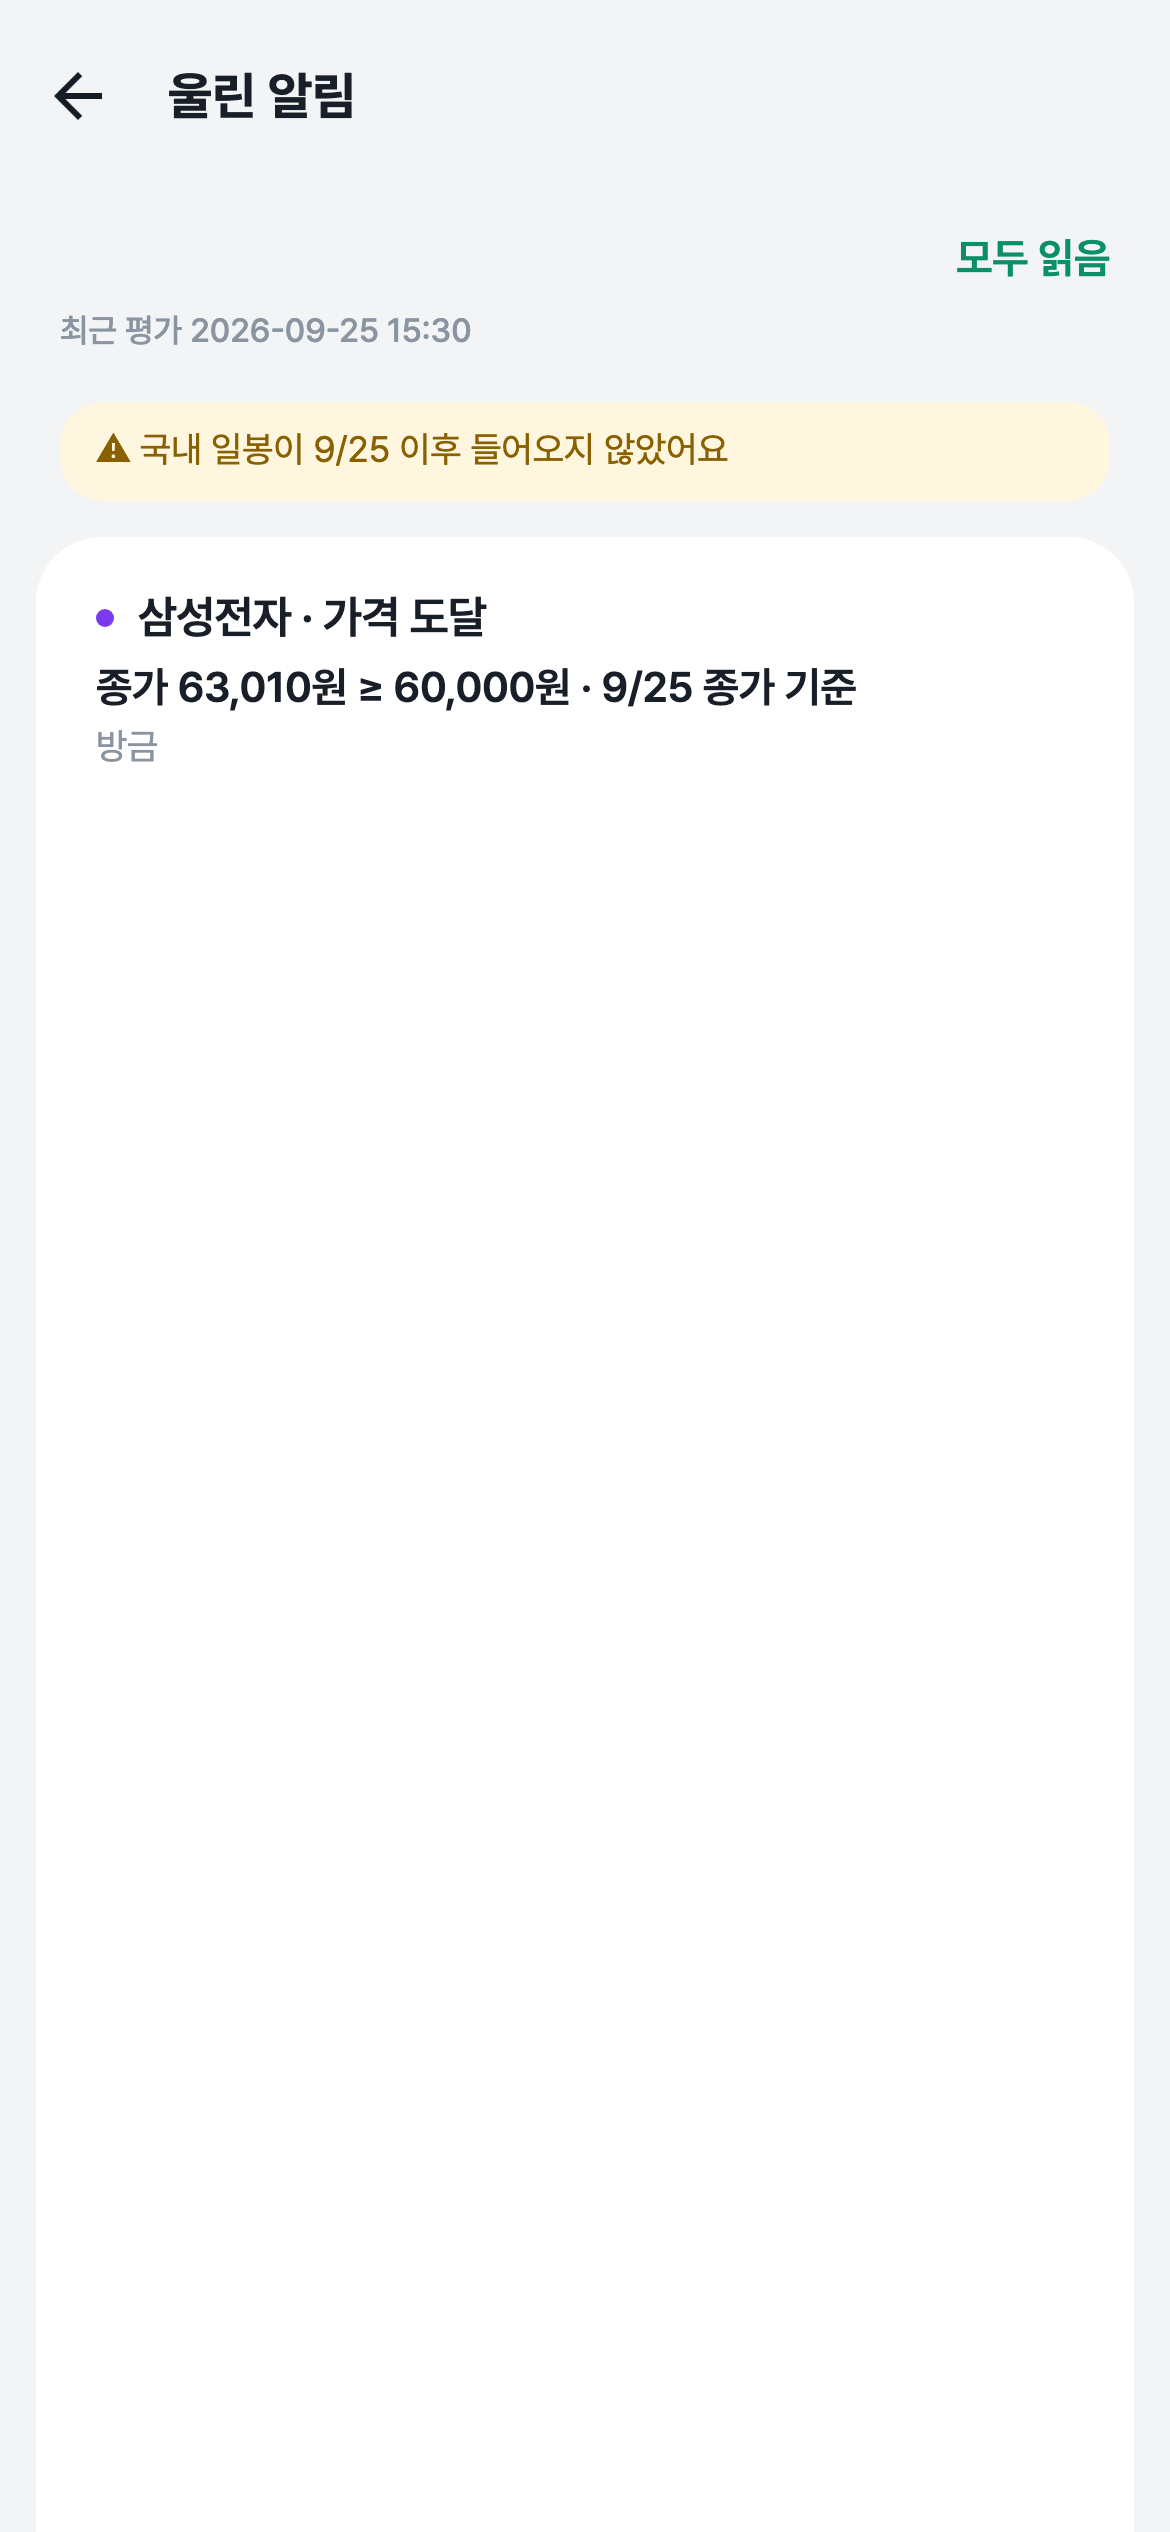 울린 알림
모두 읽음
최근 평가 2026-09-25 15:30
⚠ 국내 일봉이 9/25 이후 들어오지 않았어요
삼성전자 · 가격 도달
종가 63,010원 ≥ 60,000원 · 9/25 종가 기준
방금